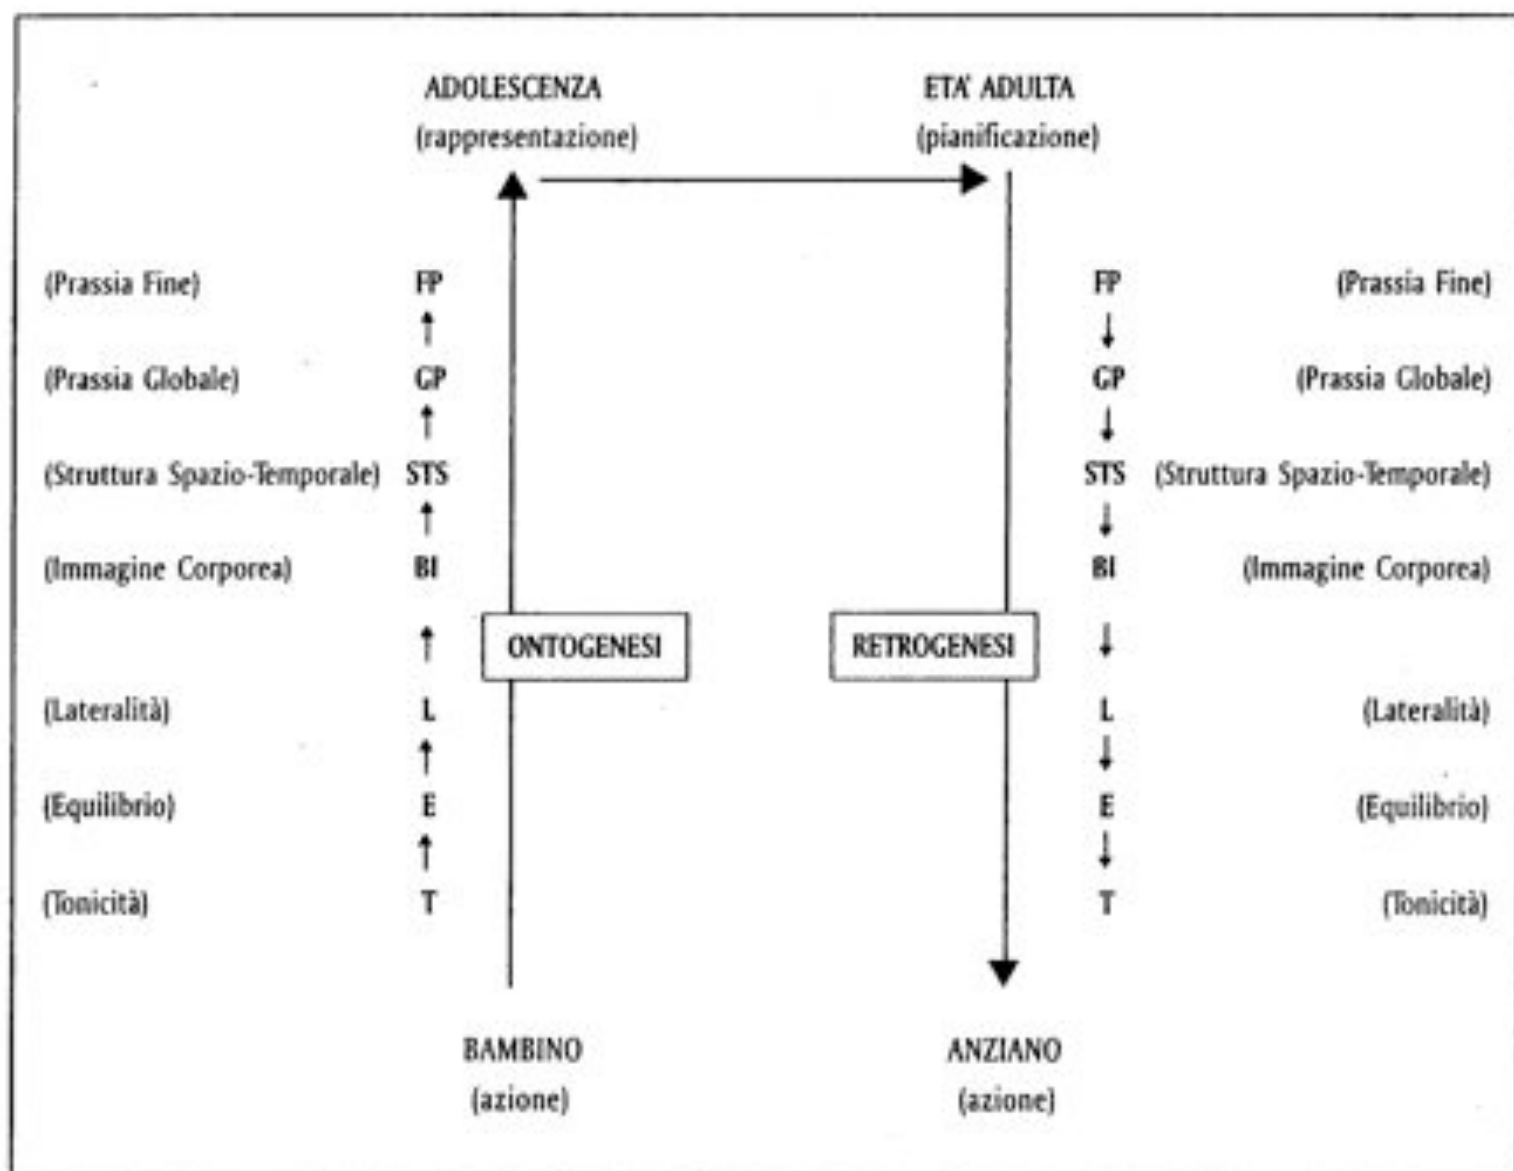 ADOLESCENZA ETA' ADULTA
(rappresentazione) (pianificazione)
(Prassia Fine) FP FP (Prassia Fine)
(Prassia Globale) GP GP (Prassia Globale)
(Struttura Spazio-Temporale) STS STS (Struttura Spazio-Temporale)
(Immagine Corporea) BI BI (Immagine Corporea)
ONTOGENESI RETROGENESI
(Lateralità) L L (Lateralità)
(Equilibrio) E E (Equilibrio)
(Tonicità) T T (Tonicità)
BAMBINO ANZIANO
(azione) (azione)